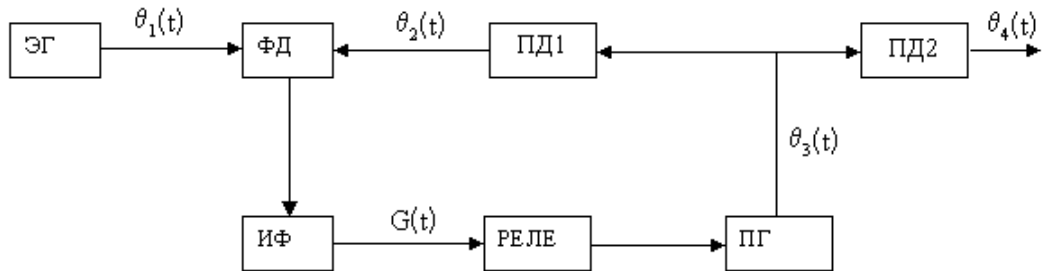 ЭГ
θ₁(t)
ФД
θ₂(t)
ПД1
ПД2
θ₄(t)
θ₃(t)
ИФ
G(t)
РЕЛЕ
ПГ